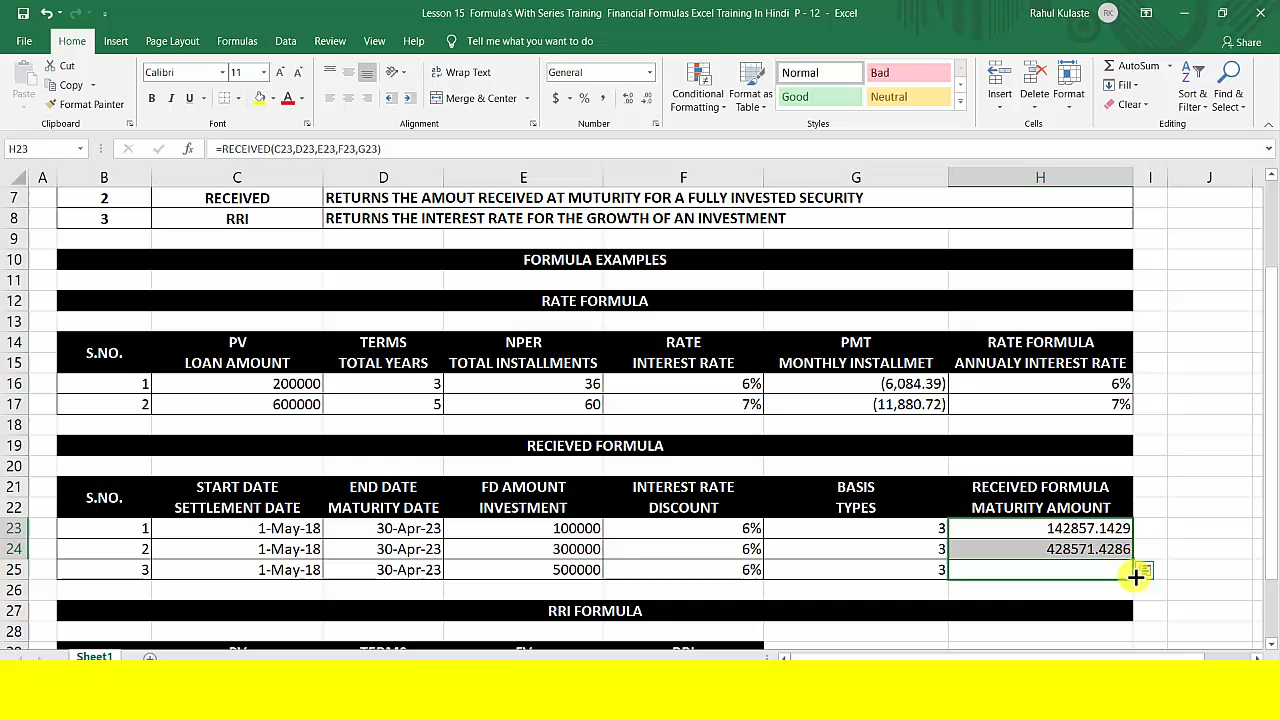 Lesson 15 Formula's With Series Training Financial Formulas Excel Training In Hindi P - 12 - Excel
Rahul Kulaste
RK
File Home Insert Page Layout Formulas Data Review View Help Tell me what you want to do
Share
Paste
Cut
Copy
Format Painter
Calibri 11
B I U
Wrap Text
Merge & Center
General
$ % ,
Conditional Formatting
Format as Table
Normal Bad
Good Neutral
Insert Delete Format
AutoSum
Fill
Clear
Sort & Filter
Find & Select
Clipboard Font Alignment Number Styles Cells Editing
H23 fx =RECEIVED(C23,D23,E23,F23,G23)
A B C D E F G H I J
7 2 RECEIVED RETURNS THE AMOUT RECEIVED AT MUTURITY FOR A FULLY INVESTED SECURITY
8 3 RRI RETURNS THE INTEREST RATE FOR THE GROWTH OF AN INVESTMENT
9
10 FORMULA EXAMPLES
11
12 RATE FORMULA
13
14 PV TERMS NPER RATE PMT RATE FORMULA
S.NO.
15 LOAN AMOUNT TOTAL YEARS TOTAL INSTALLMENTS INTEREST RATE MONTHLY INSTALLMET ANNUALY INTEREST RATE
16 1 200000 3 36 6% (6,084.39) 6%
17 2 600000 5 60 7% (11,880.72) 7%
18
19 RECIEVED FORMULA
20
21 START DATE END DATE FD AMOUNT INTEREST RATE BASIS RECEIVED FORMULA
S.NO.
22 SETTLEMENT DATE MATURITY DATE INVESTMENT DISCOUNT TYPES MATURITY AMOUNT
23 1 1-May-18 30-Apr-23 100000 6% 3 142857.1429
24 2 1-May-18 30-Apr-23 300000 6% 3 428571.4286
25 3 1-May-18 30-Apr-23 500000 6% 3
26
27 RRI FORMULA
28
29 PV TERMS FV RRI
Sheet1